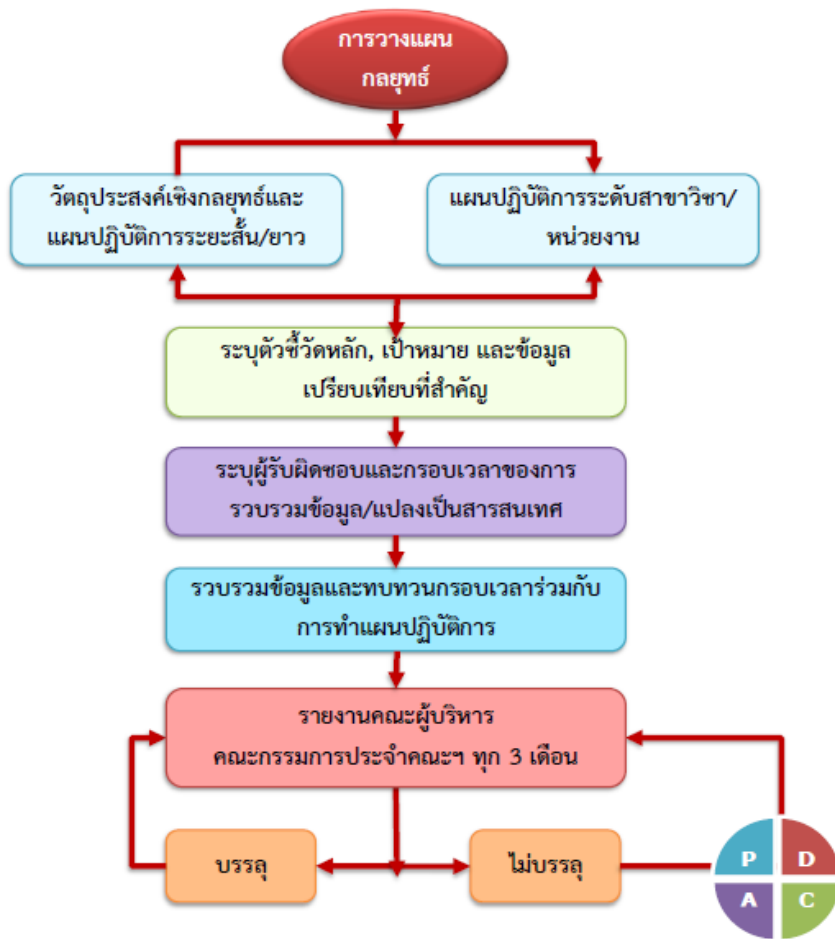 การวางแผน
กลยุทธ์
วัตถุประสงค์เชิงกลยุทธ์และ
แผนปฏิบัติการระยะสั้น/ยาว
แผนปฏิบัติการระดับสาขาวิชา/
หน่วยงาน
ระบุตัวชี้วัดหลัก, เป้าหมาย และข้อมูล
เปรียบเทียบที่สำคัญ
ระบุผู้รับผิดชอบและกรอบเวลาของการ
รวบรวมข้อมูล/แปลงเป็นสารสนเทศ
รวบรวมข้อมูลและทบทวนกรอบเวลาร่วมกับ
การทำแผนปฏิบัติการ
รายงานคณะผู้บริหาร
คณะกรรมการประจำคณะฯ ทุก 3 เดือน
บรรลุ
ไม่บรรลุ
P D
A C